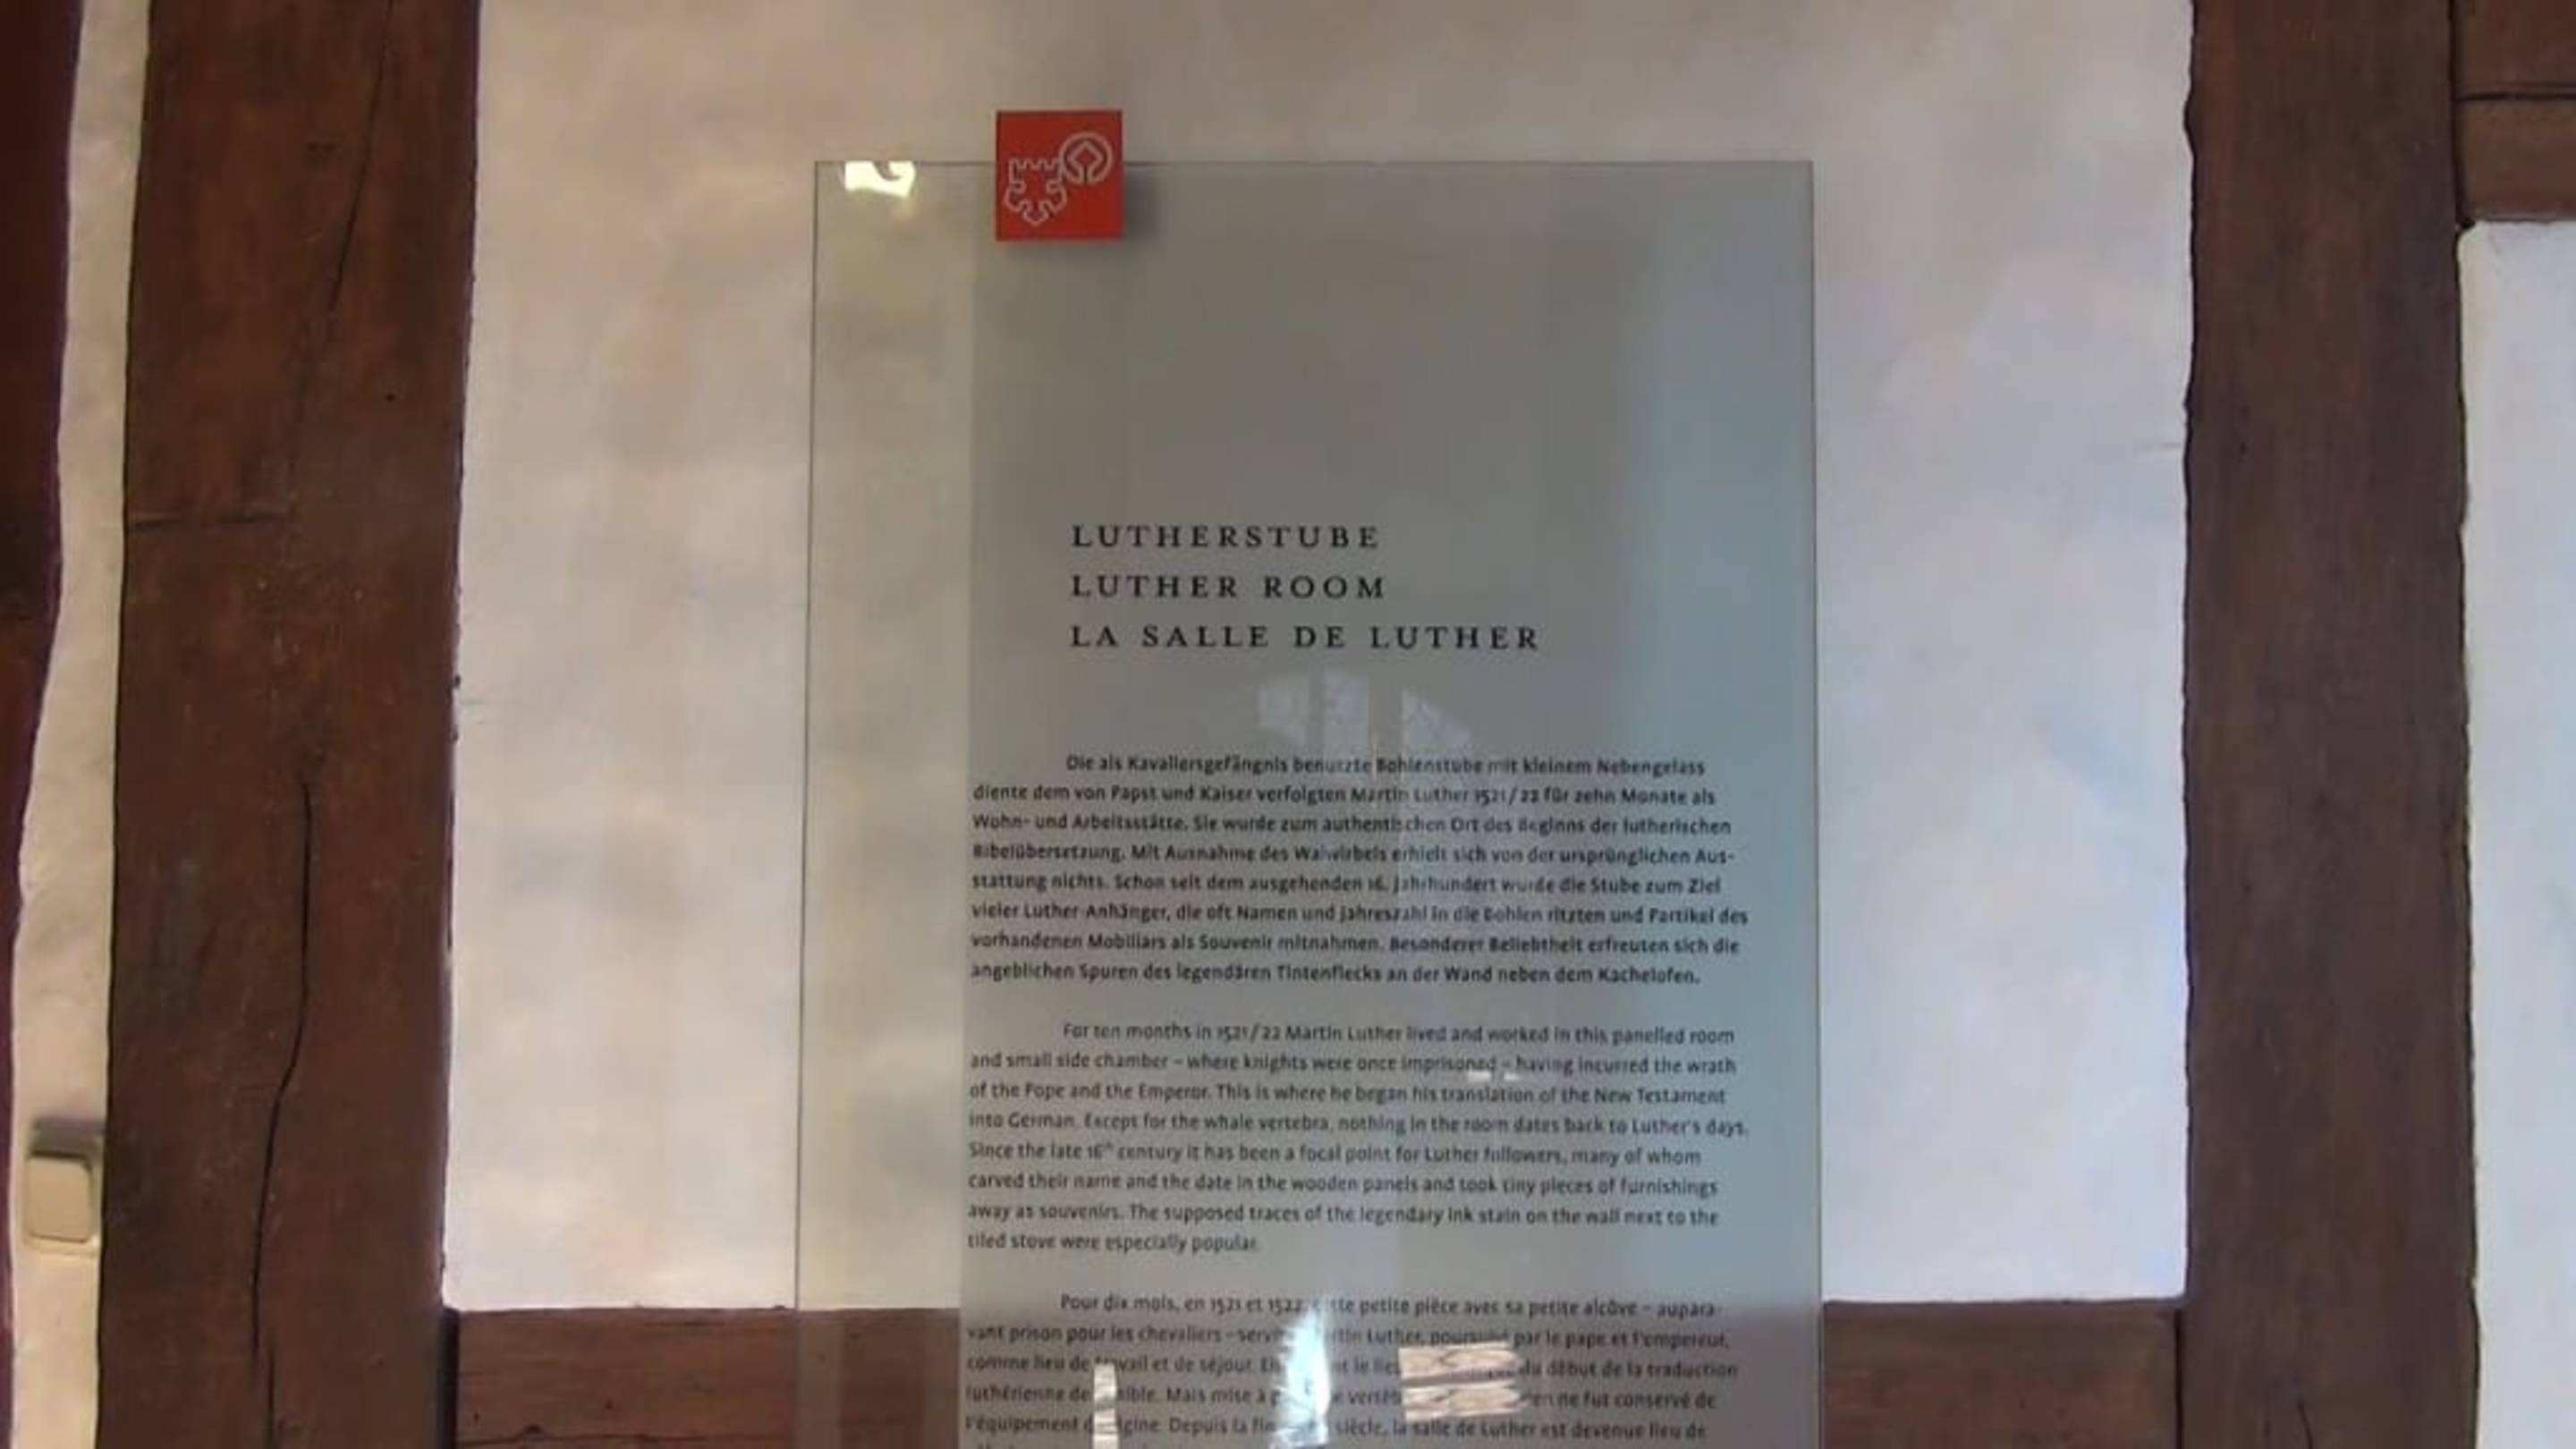 LUTHERSTUBE
LUTHER ROOM
LA SALLE DE LUTHER
Die als Kavaliersgefängnis benutzte Bohlenstube mit kleinem Nebengelass
diente dem von Papst und Kaiser verfolgten Martin Luther 1521/22 für zehn Monate als
Wohn- und Arbeitsstätte. Sie wurde zum authentischen Ort des Beginns der lutherischen
Bibelübersetzung. Mit Ausnahme des Walwirbels erhielt sich von der ursprünglichen Aus-
stattung nichts. Schon seit dem ausgehenden 16. Jahrhundert wurde die Stube zum Ziel
vieler Luther-Anhänger, die oft Namen und Jahreszahl in die Bohlen ritzten und Partikel des
vorhandenen Mobiliars als Souvenir mitnahmen. Besonderer Beliebtheit erfreuten sich die
angeblichen Spuren des legendären Tintenflecks an der Wand neben dem Kachelofen.
For ten months in 1521/22 Martin Luther lived and worked in this panelled room
and small side chamber – where knights were once imprisoned – having incurred the wrath
of the Pope and the Emperor. This is where he began his translation of the New Testament
into German. Except for the whale vertebra, nothing in the room dates back to Luther's days.
Since the late 16th century it has been a focal point for Luther followers, many of whom
carved their name and the date in the wooden panels and took tiny pieces of furnishings
away as souvenirs. The supposed traces of the legendary ink stain on the wall next to the
tiled stove were especially popular.
Pour dix mois, en 1521 et 1522, cette petite pièce avec sa petite alcôve – aupara-
vant prison pour les chevaliers – Luther, par le pape et l'empereur,
comme lieu de travail et de séjour. du début de la traduction
luthérienne de Mais mise à ne fut conservé de
l'équipement Depuis la siècle, la salle de Luther est devenue lieu de